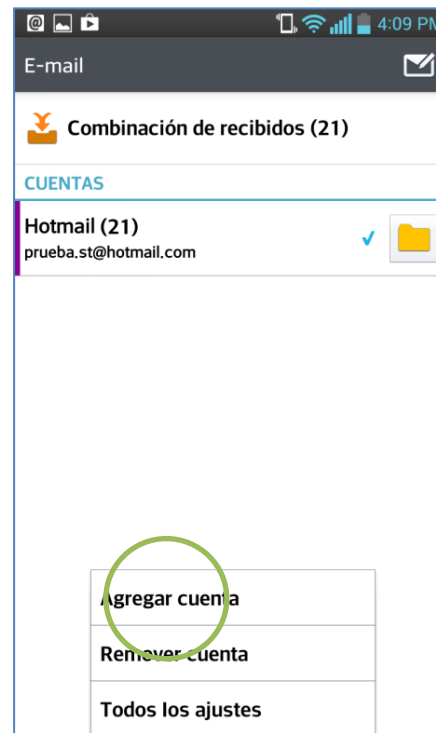 @ 4:09 PM
E-mail
Combinación de recibidos (21)
CUENTAS
Hotmail (21)
prueba.st@hotmail.com
Agregar cuenta
Remover cuenta
Todos los ajustes